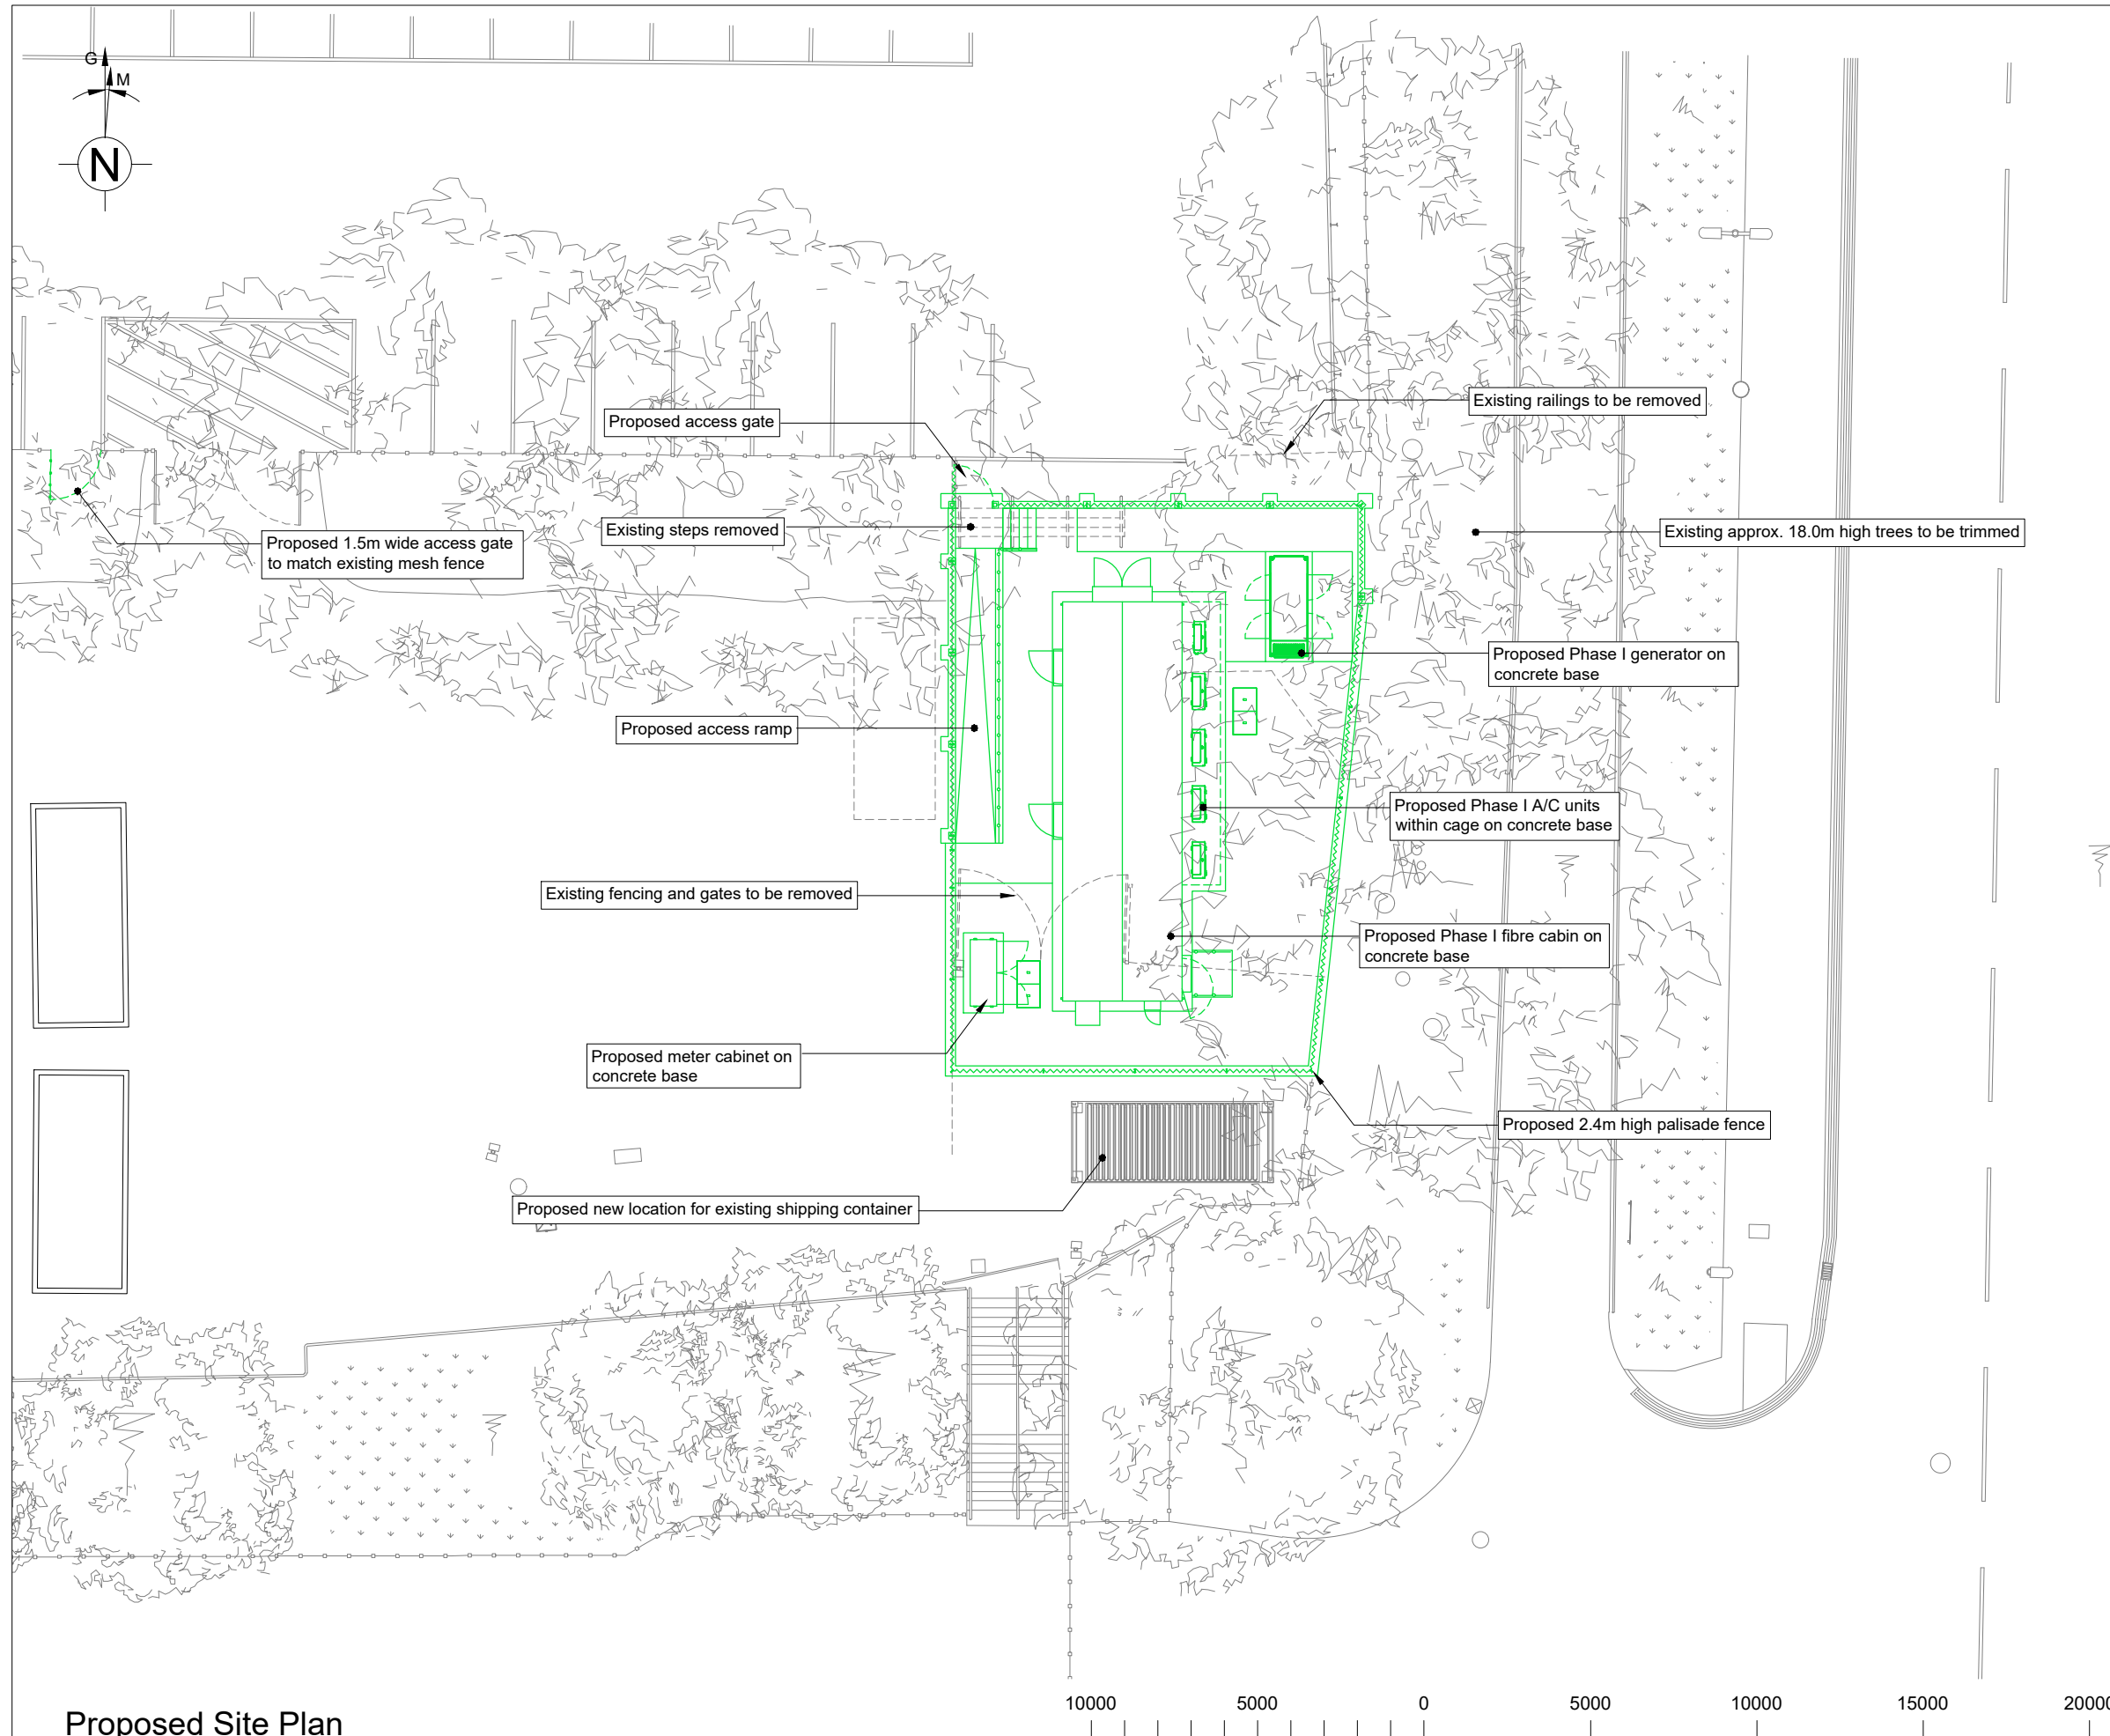 G
M
N
Proposed access gate
Existing railings to be removed
Existing steps removed
Existing approx. 18.0m high trees to be trimmed
Proposed 1.5m wide access gate
to match existing mesh fence
Proposed Phase I generator on
concrete base
Proposed access ramp
Proposed Phase I A/C units
within cage on concrete base
Existing fencing and gates to be removed
Proposed Phase I fibre cabin on
concrete base
Proposed meter cabinet on
concrete base
Proposed 2.4m high palisade fence
Proposed new location for existing shipping container
Proposed Site Plan
10000 5000 0 5000 10000 15000 20000